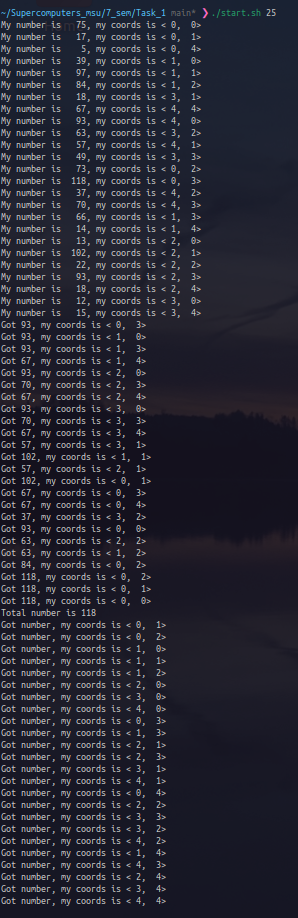 ~/Supercomputers_msu/7_sem/Task_1 main* ❯ ./start.sh 25
My number is   75, my coords is < 0,  0>
My number is   17, my coords is < 0,  1>
My number is    5, my coords is < 0,  4>
My number is   39, my coords is < 1,  0>
My number is   97, my coords is < 1,  1>
My number is   84, my coords is < 1,  2>
My number is   18, my coords is < 3,  1>
My number is   67, my coords is < 4,  4>
My number is   93, my coords is < 4,  0>
My number is   63, my coords is < 3,  2>
My number is   57, my coords is < 4,  1>
My number is   49, my coords is < 3,  3>
My number is   73, my coords is < 0,  2>
My number is  118, my coords is < 0,  3>
My number is   37, my coords is < 4,  2>
My number is   70, my coords is < 4,  3>
My number is   66, my coords is < 1,  3>
My number is   14, my coords is < 1,  4>
My number is   13, my coords is < 2,  0>
My number is  102, my coords is < 2,  1>
My number is   22, my coords is < 2,  2>
My number is   93, my coords is < 2,  3>
My number is   18, my coords is < 2,  4>
My number is   12, my coords is < 3,  0>
My number is   15, my coords is < 3,  4>
Got 93, my coords is < 0,  3>
Got 93, my coords is < 1,  0>
Got 93, my coords is < 1,  3>
Got 67, my coords is < 1,  4>
Got 93, my coords is < 2,  0>
Got 70, my coords is < 2,  3>
Got 67, my coords is < 2,  4>
Got 93, my coords is < 3,  0>
Got 70, my coords is < 3,  3>
Got 67, my coords is < 3,  4>
Got 57, my coords is < 3,  1>
Got 102, my coords is < 1,  1>
Got 57, my coords is < 2,  1>
Got 102, my coords is < 0,  1>
Got 67, my coords is < 0,  3>
Got 67, my coords is < 0,  4>
Got 37, my coords is < 3,  2>
Got 93, my coords is < 0,  0>
Got 63, my coords is < 2,  2>
Got 63, my coords is < 1,  2>
Got 84, my coords is < 0,  2>
Got 118, my coords is < 0,  2>
Got 118, my coords is < 0,  1>
Got 118, my coords is < 0,  0>
Total number is 118
Got number, my coords is < 0,  1>
Got number, my coords is < 0,  2>
Got number, my coords is < 1,  0>
Got number, my coords is < 1,  1>
Got number, my coords is < 1,  2>
Got number, my coords is < 2,  0>
Got number, my coords is < 3,  0>
Got number, my coords is < 4,  0>
Got number, my coords is < 0,  3>
Got number, my coords is < 1,  3>
Got number, my coords is < 2,  1>
Got number, my coords is < 2,  3>
Got number, my coords is < 3,  1>
Got number, my coords is < 4,  1>
Got number, my coords is < 0,  4>
Got number, my coords is < 2,  2>
Got number, my coords is < 3,  3>
Got number, my coords is < 3,  2>
Got number, my coords is < 4,  2>
Got number, my coords is < 1,  4>
Got number, my coords is < 4,  3>
Got number, my coords is < 2,  4>
Got number, my coords is < 3,  4>
Got number, my coords is < 4,  4>